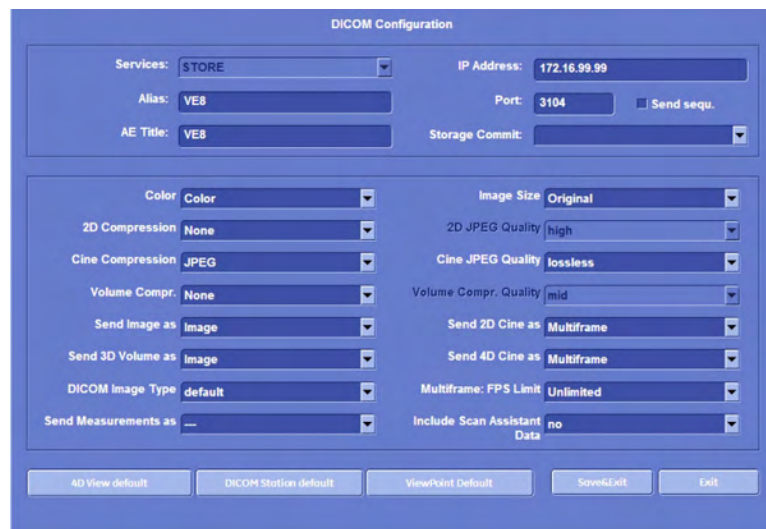 DICOM Configuration
Services: STORE IP Address: 172.16.99.99
Alias: VE8 Port: 3104 Send sequ.
AE Title: VE8 Storage Commit:
Color Color Image Size Original
2D Compression None 2D JPEG Quality high
Cine Compression JPEG Cine JPEG Quality lossless
Volume Compr. None Volume Compr. Quality mid
Send Image as Image Send 2D Cine as Multiframe
Send 3D Volume as Image Send 4D Cine as Multiframe
DICOM Image Type default Multiframe: FPS Limit Unlimited
Send Measurements as --- Include Scan Assistant no
Data
4D View default DICOM Station default ViewPoint Default Save&Exit Exit